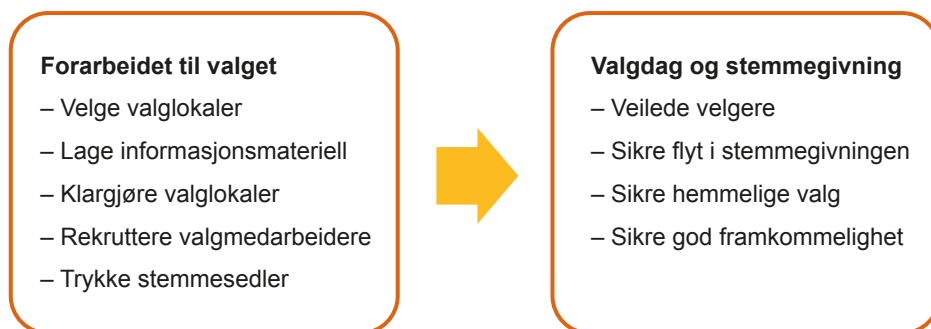 Forarbeidet til valget
– Velge valglokaler
– Lage informasjonsmateriell
– Klargjøre valglokaler
– Rekruttere valgmedarbeidere
– Trykke stemmesedler
Valgdag og stemmegivning
– Veilede velgere
– Sikre flyt i stemmegivningen
– Sikre hemmelige valg
– Sikre god framkommelighet